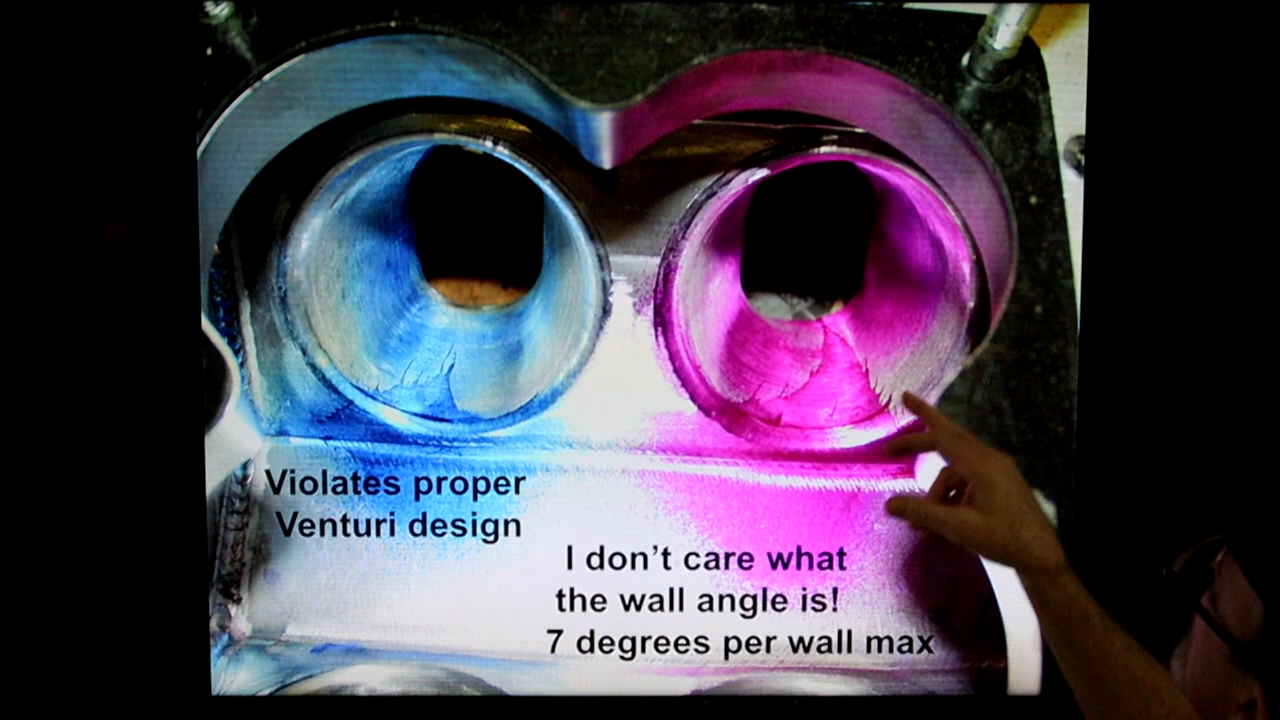 Violates proper
Venturi design
I don't care what
the wall angle is!
7 degrees per wall max